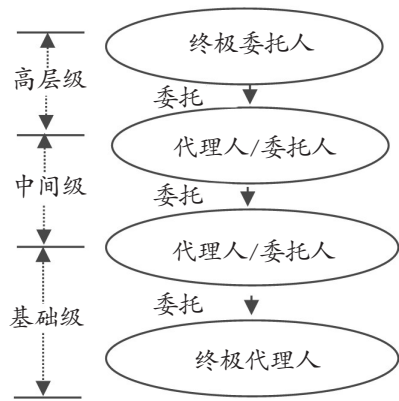 终极委托人
高层级
委托
代理人/委托人
中间级
委托
代理人/委托人
基础级
委托
终极代理人